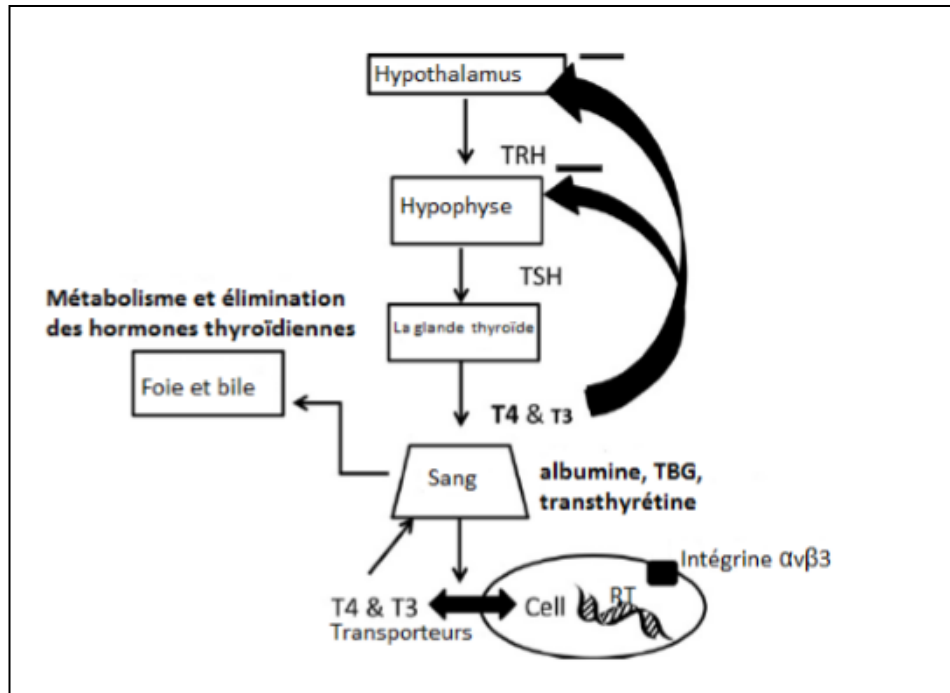 Hypothalamus
TRH
Hypophyse
TSH
Métabolisme et élimination
des hormones thyroïdiennes
La glande thyroïde
Foie et bile
T4 & T3
Sang
albumine, TBG,
transthyrétine
Intégrine αvβ3
RT
Cell
T4 & T3
Transporteurs